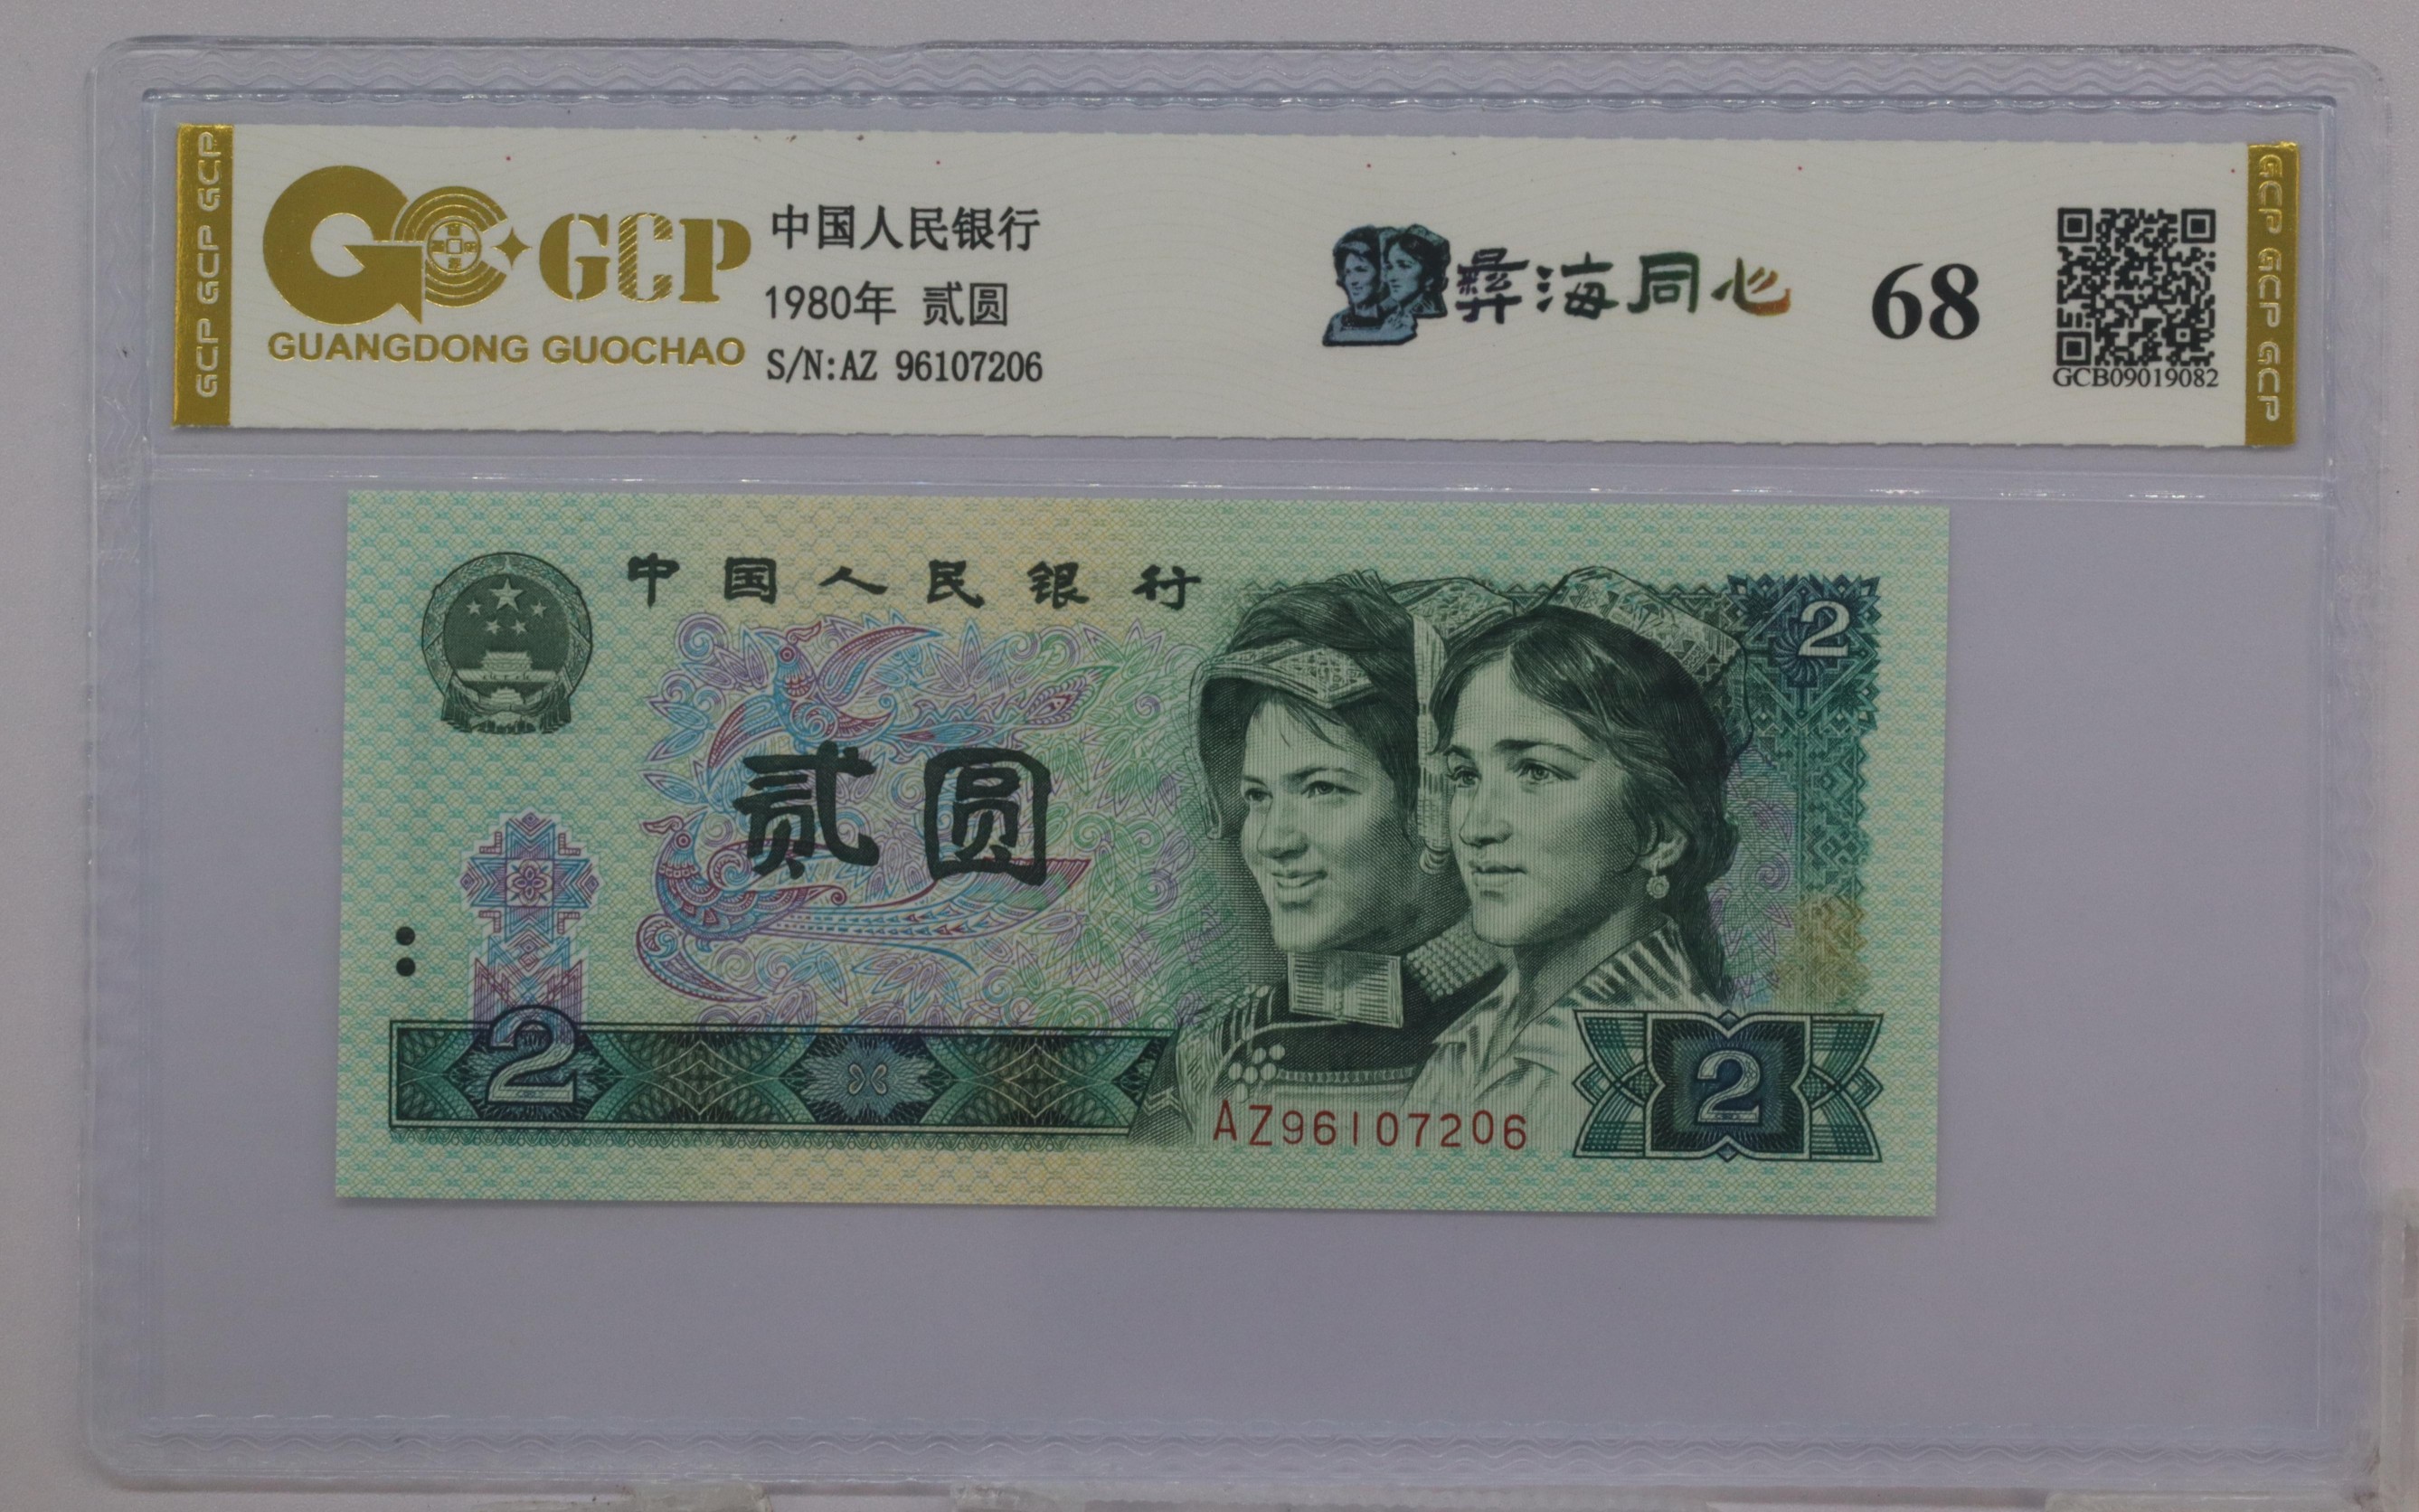 GCP GCP GCP
GCP
GUANGDONG GUOCHAO
中国人民银行
1980年 贰圆
S/N:AZ 96107206
彝海同心
68
GCB09019082
GCP GCP GCP
中国人民银行
2
贰圆
2
AZ96107206
2